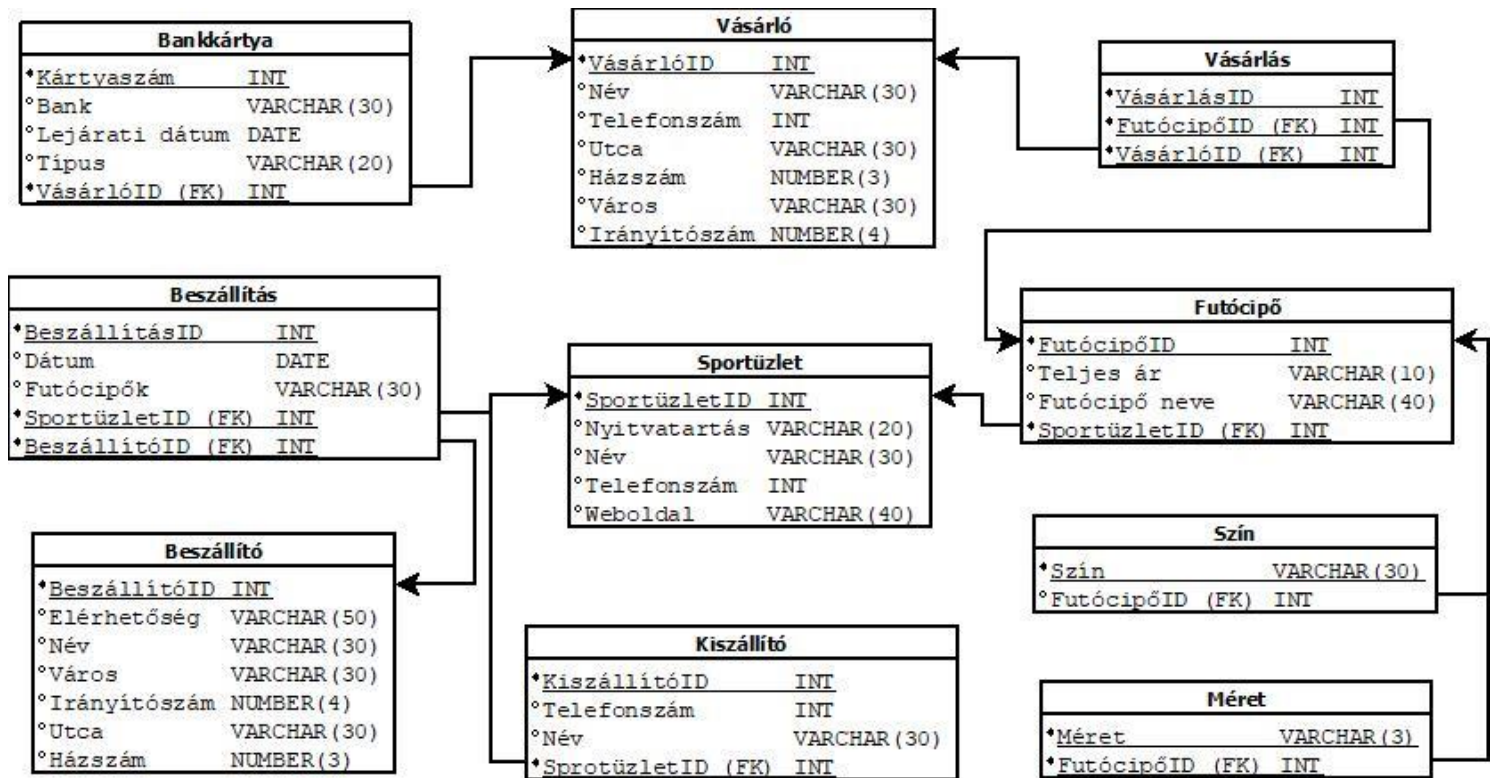 Bankkártya
*Kártyaszám INT
°Bank VARCHAR(30)
°Lejárati dátum DATE
°Típus VARCHAR(20)
*VásárlóID (FK) INT
Vásárló
*VásárlóID INT
°Név VARCHAR(30)
°Telefonszám INT
°Utca VARCHAR(30)
°Házszám NUMBER(3)
°Város VARCHAR(30)
°Irányítószám NUMBER(4)
Vásárlás
*VásárlásID INT
*FutócipőID (FK) INT
*VásárlóID (FK) INT
Beszállítás
*BeszállításID INT
°Dátum DATE
°Futócipők VARCHAR(30)
*SportüzletID (FK) INT
*BeszállítóID (FK) INT
Sportüzlet
*SportüzletID INT
°Nyitvatartás VARCHAR(20)
°Név VARCHAR(30)
°Telefonszám INT
°Weboldal VARCHAR(40)
Futócipő
*FutócipőID INT
°Teljes ár VARCHAR(10)
°Futócipő neve VARCHAR(40)
*SportüzletID (FK) INT
Beszállító
*BeszállítóID INT
°Elérhetőség VARCHAR(50)
°Név VARCHAR(30)
°Város VARCHAR(30)
°Irányítószám NUMBER(4)
°Utca VARCHAR(30)
°Házszám NUMBER(3)
Kiszállító
*KiszállítóID INT
°Telefonszám INT
°Név VARCHAR(30)
*SprotüzletID (FK) INT
Szín
*Szín VARCHAR(30)
°FutócipőID (FK) INT
Méret
*Méret VARCHAR(3)
*FutócipőID (FK) INT